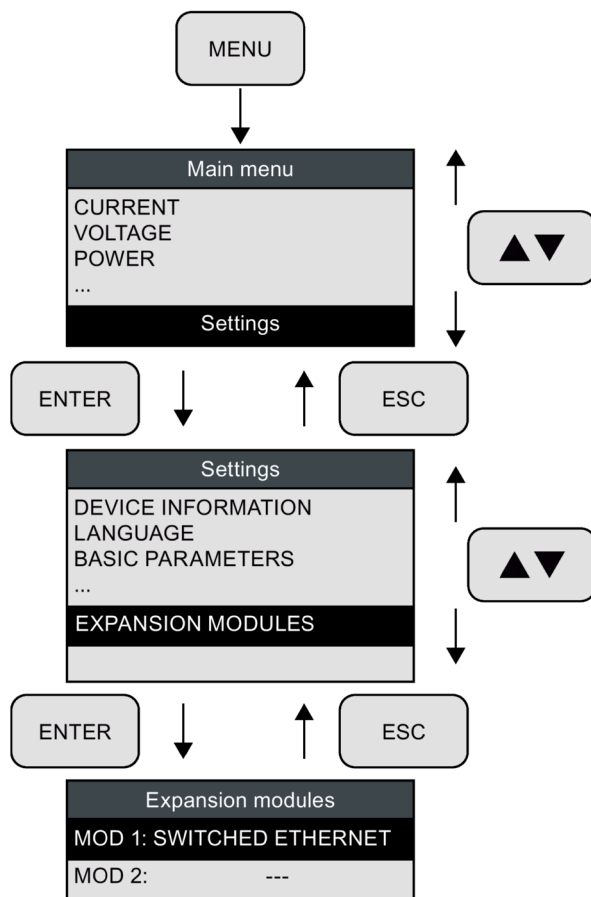 MENU
Main menu
CURRENT
VOLTAGE
POWER
...
Settings
ENTER
ESC
Settings
DEVICE INFORMATION
LANGUAGE
BASIC PARAMETERS
...
EXPANSION MODULES
ENTER
ESC
Expansion modules
MOD 1: SWITCHED ETHERNET
MOD 2: ---